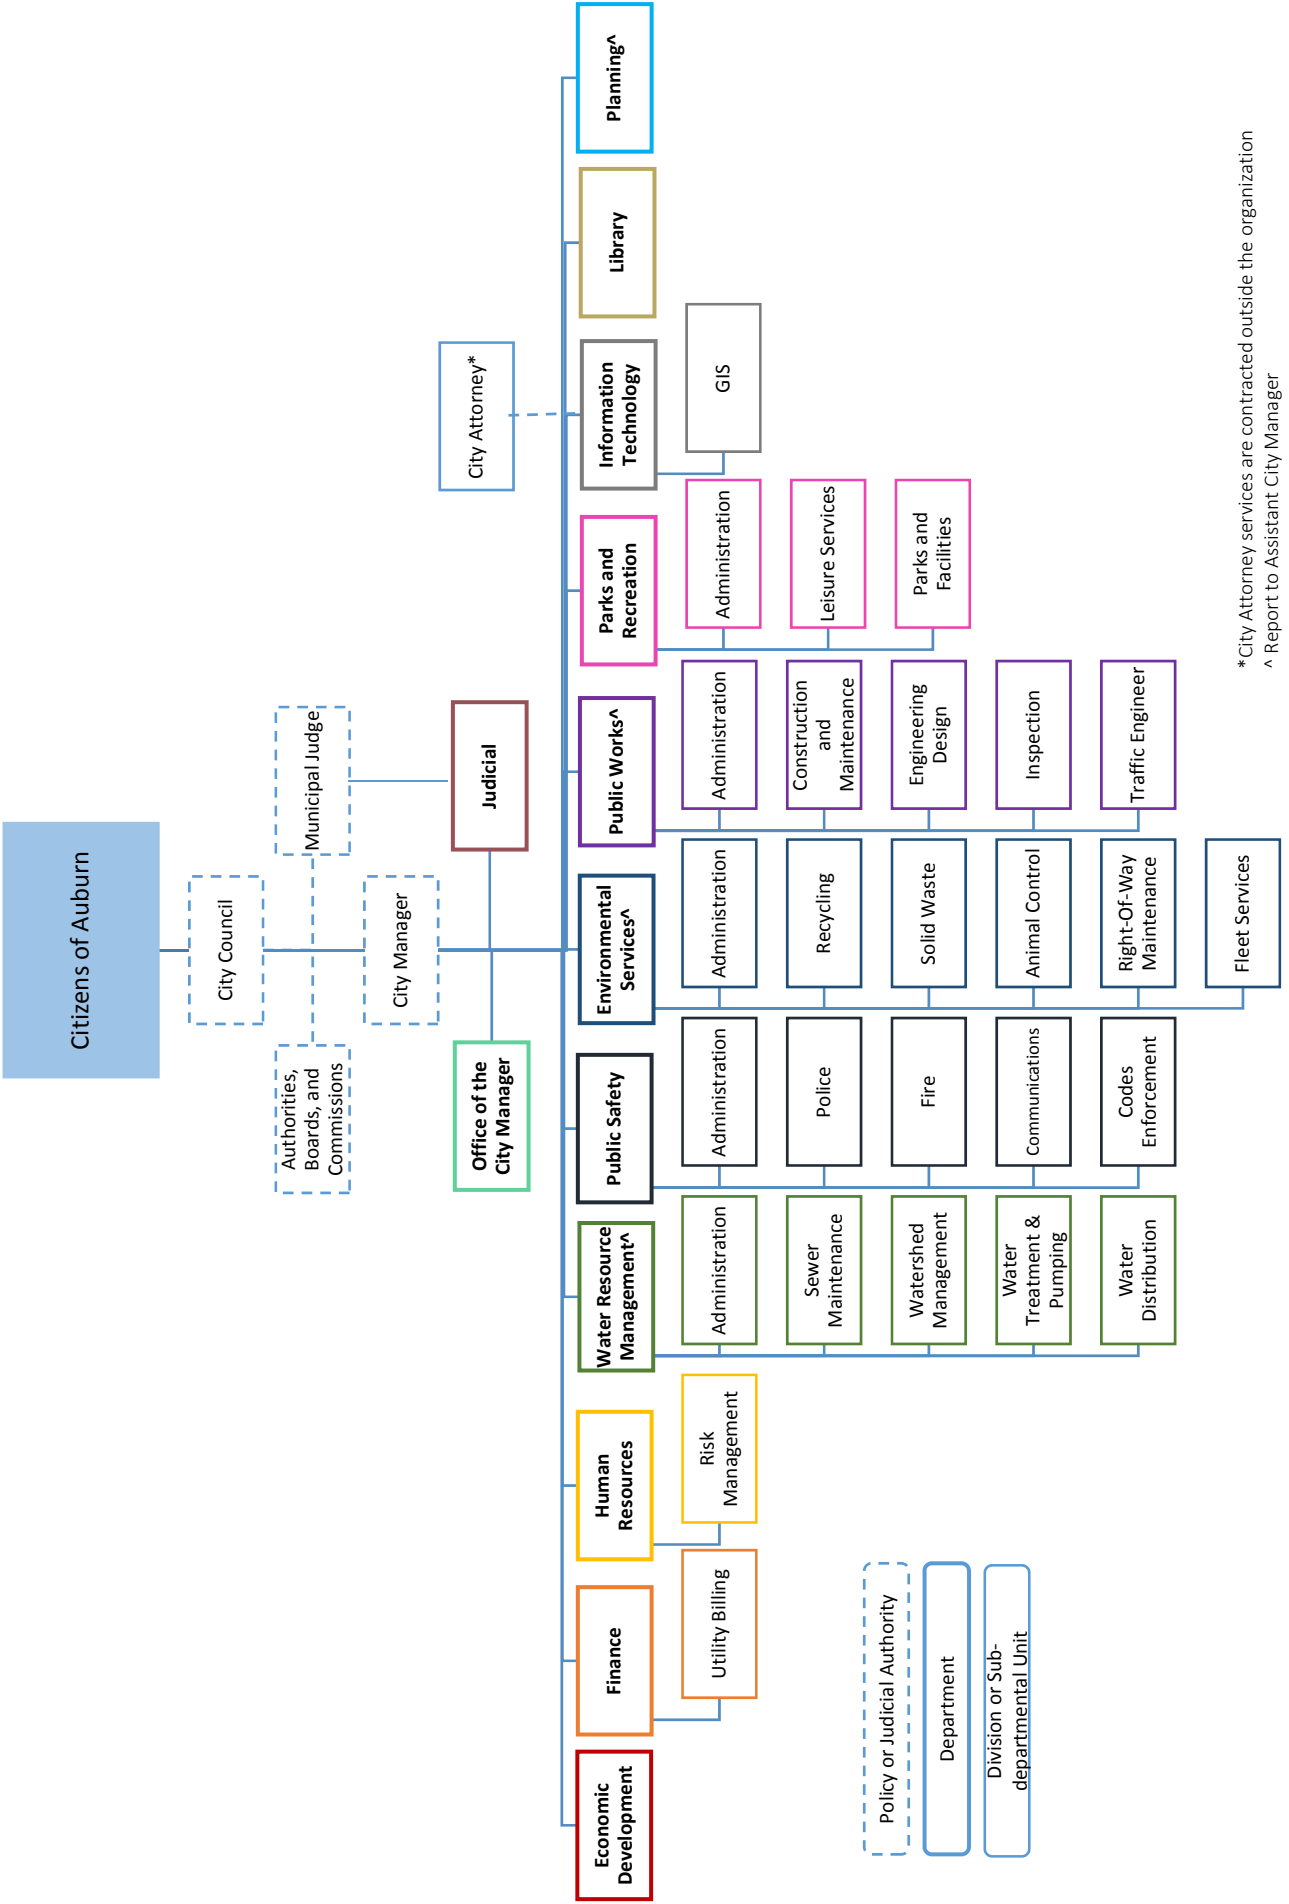 Citizens of Auburn
City Council
Authorities,
Boards, and
Commissions
Municipal Judge
City Manager
City Attorney*
Office of the
City Manager
Judicial
Economic
Development
Finance
Human
Resources
Water Resource
Management^
Public Safety
Environmental
Services^
Public Works^
Parks and
Recreation
Information
Technology
Library
Planning^
Utility Billing
Risk
Management
Administration
Sewer
Maintenance
Watershed
Management
Water
Treatment &
Pumping
Water
Distribution
Administration
Police
Fire
Communications
Codes
Enforcement
Administration
Recycling
Solid Waste
Animal Control
Right-Of-Way
Maintenance
Fleet Services
Administration
Construction
and
Maintenance
Engineering
Design
Inspection
Traffic Engineer
Administration
Leisure Services
Parks and
Facilities
GIS
Policy or Judicial Authority
Department
Division or Sub-
departmental Unit
*City Attorney services are contracted outside the organization
^ Report to Assistant City Manager